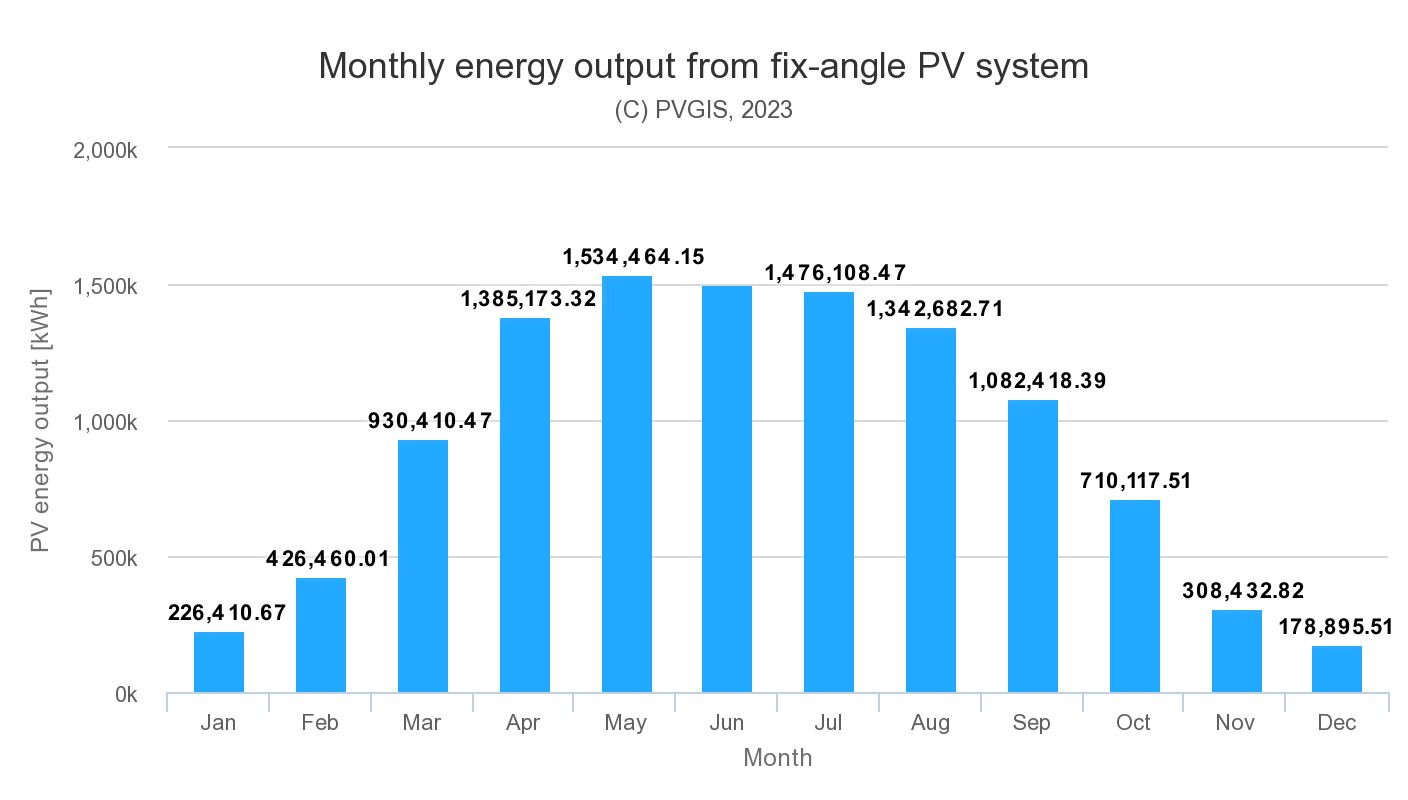 Monthly energy output from fix-angle PV system
(C) PVGIS, 2023
PV energy output [kWh]
2,000k
1,500k
1,000k
500k
0k
226,410.67
426,460.01
930,410.47
1,385,173.32
1,534,464.15
1,476,108.47
1,342,682.71
1,082,418.39
710,117.51
308,432.82
178,895.51
Jan Feb Mar Apr May Jun Jul Aug Sep Oct Nov Dec
Month